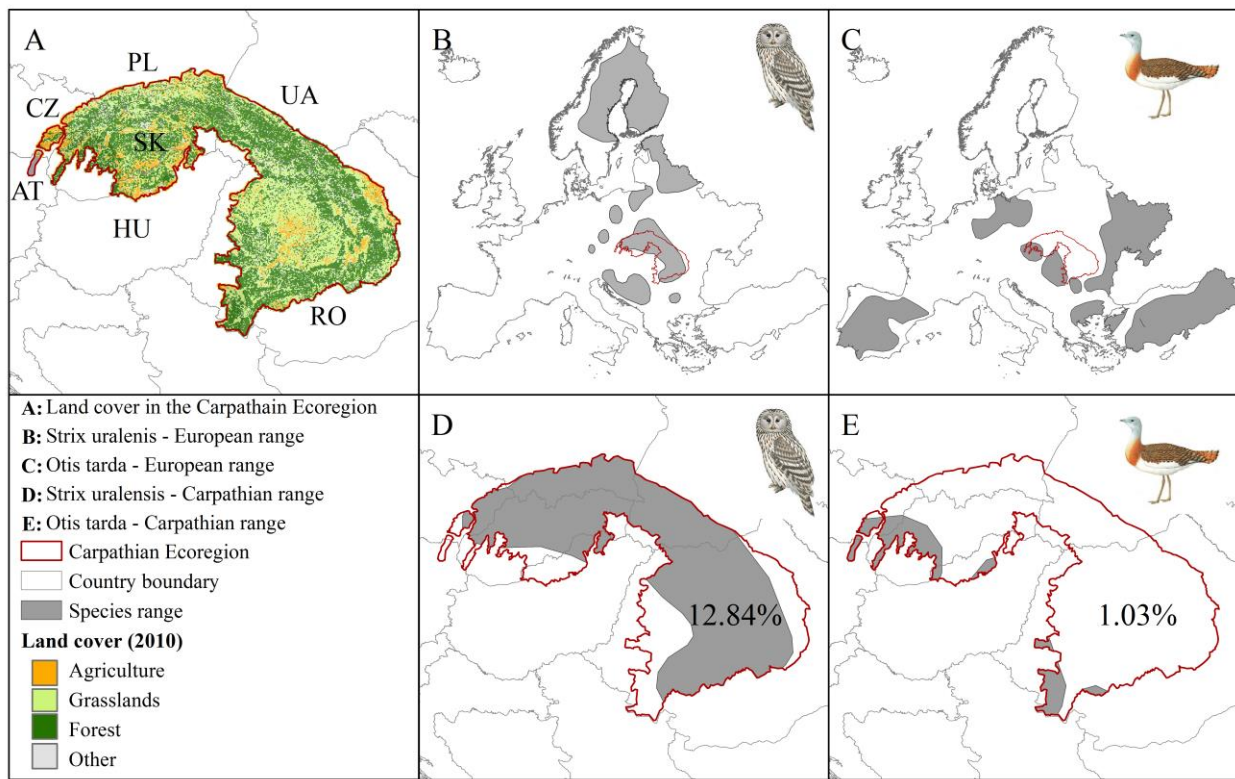 A
PL
CZ
UA
SK
AT
HU
RO
B
C
A: Land cover in the Carpathain Ecoregion
B: Strix uralenis - European range
C: Otis tarda - European range
D: Strix uralensis - Carpathian range
E: Otis tarda - Carpathian range
Carpathian Ecoregion
Country boundary
Species range
Land cover (2010)
Agriculture
Grasslands
Forest
Other
D
12.84%
E
1.03%